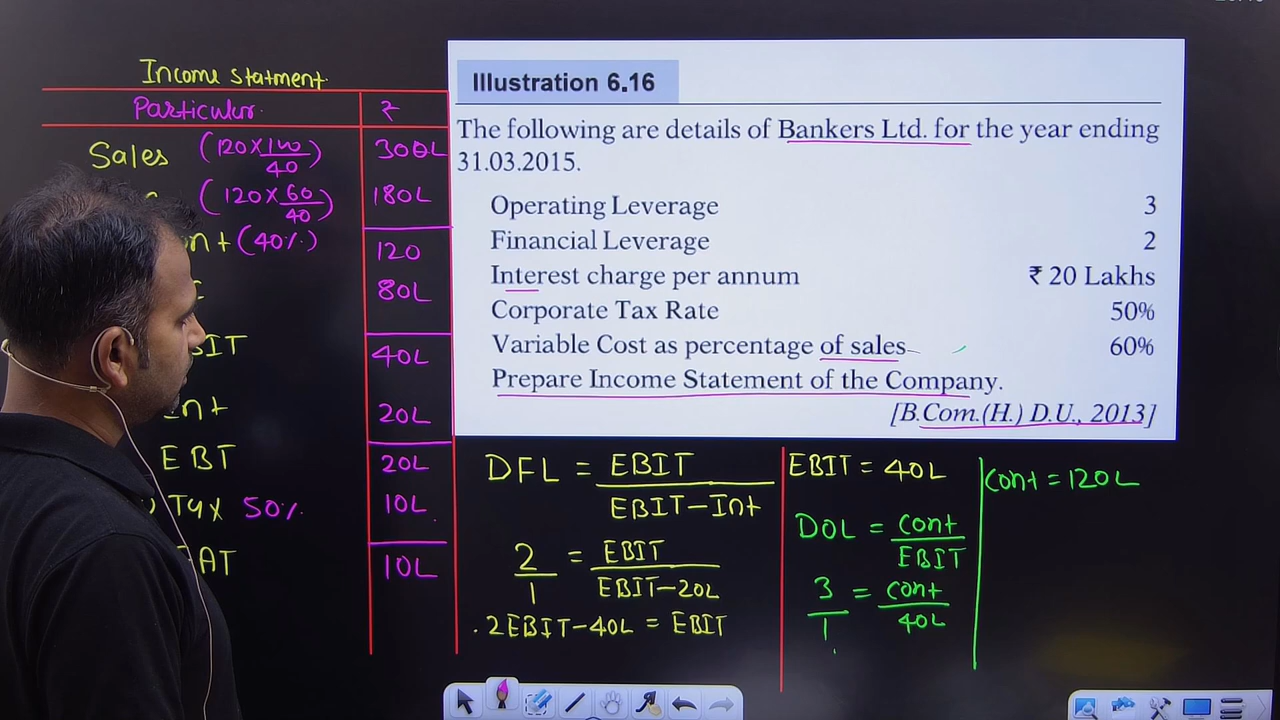 Income statment
Particular. ₹
Sales (120×100/40) 300L
(120×60/40) 180L
nt (40%) 120
80L
BIT 40L
Int 20L
EBT 20L
Tax 50% 10L
AT 10L
Illustration 6.16
The following are details of Bankers Ltd. for the year ending
31.03.2015.
Operating Leverage 3
Financial Leverage 2
Interest charge per annum ₹ 20 Lakhs
Corporate Tax Rate 50%
Variable Cost as percentage of sales 60%
Prepare Income Statement of the Company.
[B.Com.(H.) D.U., 2013]
DFL = EBIT/EBIT-Int
2/1 = EBIT/EBIT-20L
2EBIT-40L = EBIT
EBIT = 40L
DOL = cont/EBIT
3/1 = cont/40L
cont = 120L